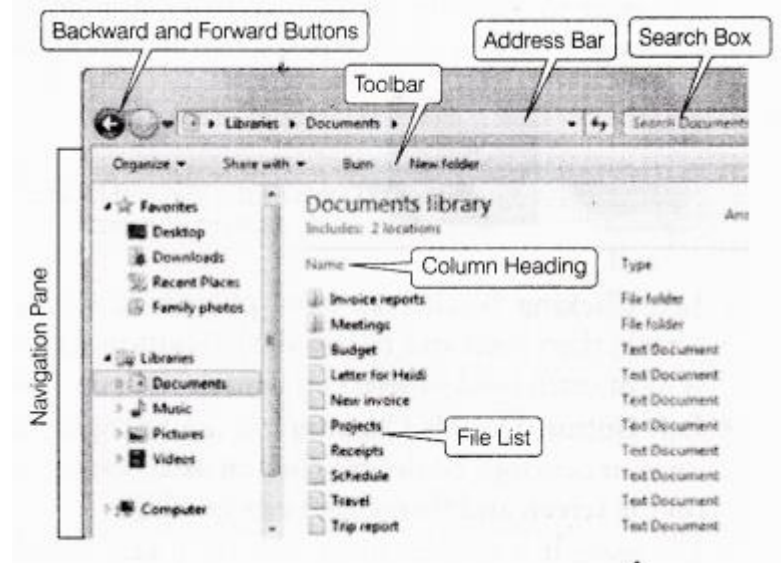 Backward and Forward Buttons
Address Bar
Search Box
Toolbar
Libraries Documents
Search Documents
Organize Share with Burn New folder
Navigation Pane
Favorites
Desktop
Downloads
Recent Places
Family photos
Libraries
Documents
Music
Pictures
Videos
Computer
Documents library
Includes: 2 locations
Name
Column Heading
Type
Invoice reports File folder
Meetings File folder
Budget Text Document
Letter for Heidi Text Document
New invoice Text Document
Projects Text Document
File List
Receipts Text Document
Schedule Text Document
Travel Text Document
Trip report Text Document